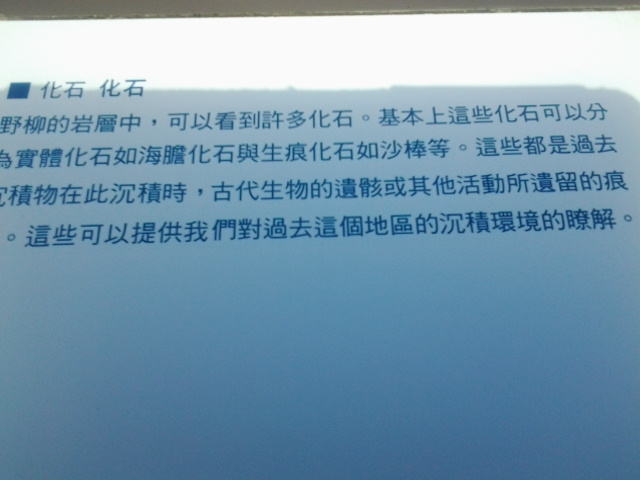 ■ 化石 化石
野柳的岩層中，可以看到許多化石。基本上這些化石可以分
為實體化石如海膽化石與生痕化石如沙棒等。這些都是過去
沉積物在此沉積時，古代生物的遺骸或其他活動所遺留的痕
。這些可以提供我們對過去這個地區的沉積環境的瞭解。